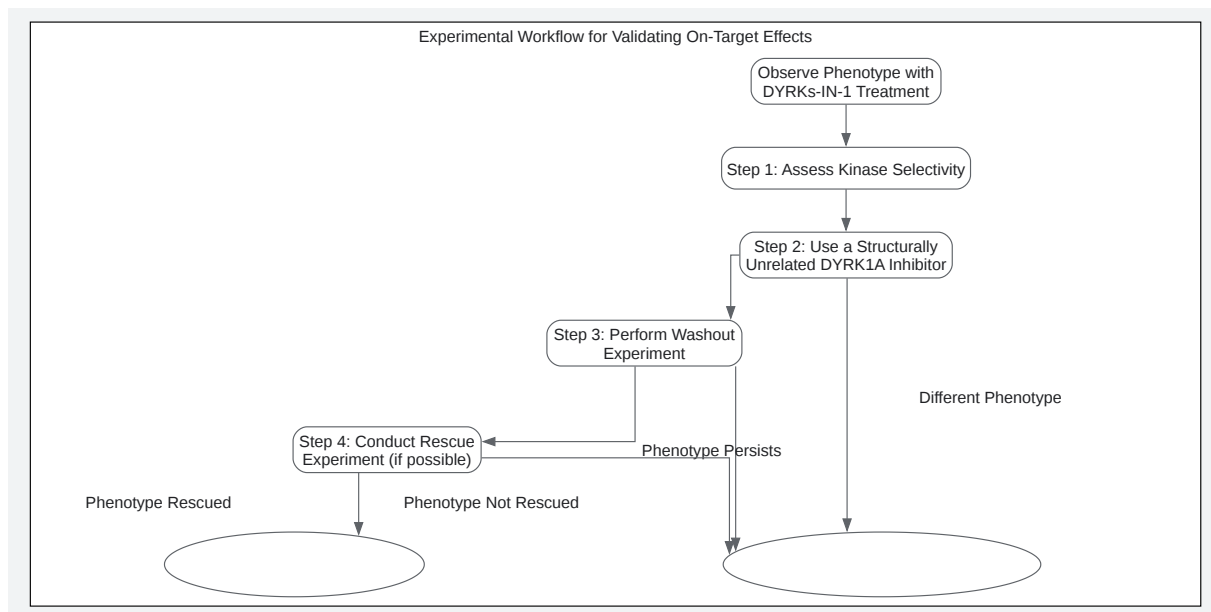 Experimental Workflow for Validating On-Target Effects
Observe Phenotype with
DYRKs-IN-1 Treatment
Step 1: Assess Kinase Selectivity
Step 2: Use a Structurally
Unrelated DYRK1A Inhibitor
Step 3: Perform Washout
Experiment
Different Phenotype
Step 4: Conduct Rescue
Experiment (if possible)
Phenotype Persists
Phenotype Rescued
Phenotype Not Rescued